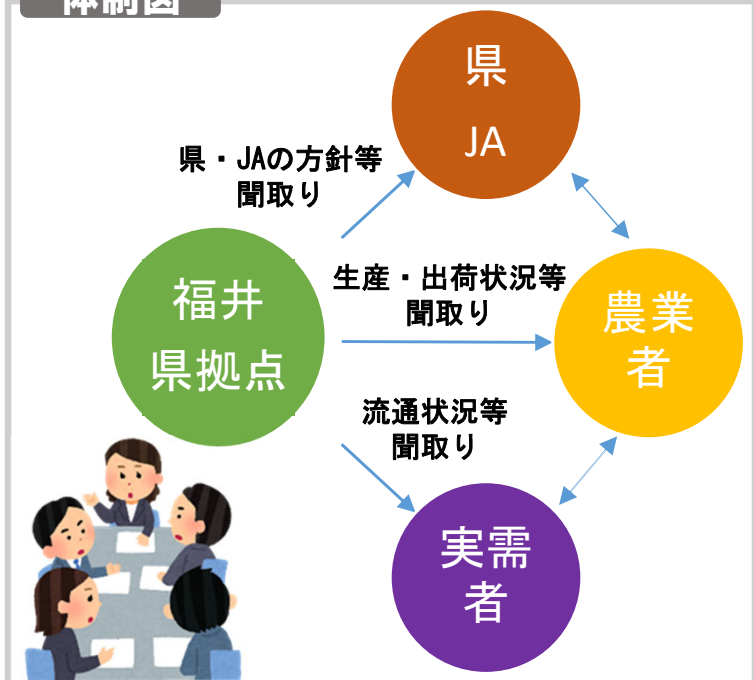 体制図
県
JA
県・JAの方針等
聞取り
福井
県拠点
生産・出荷状況等
聞取り
農業
者
流通状況等
聞取り
実需
者